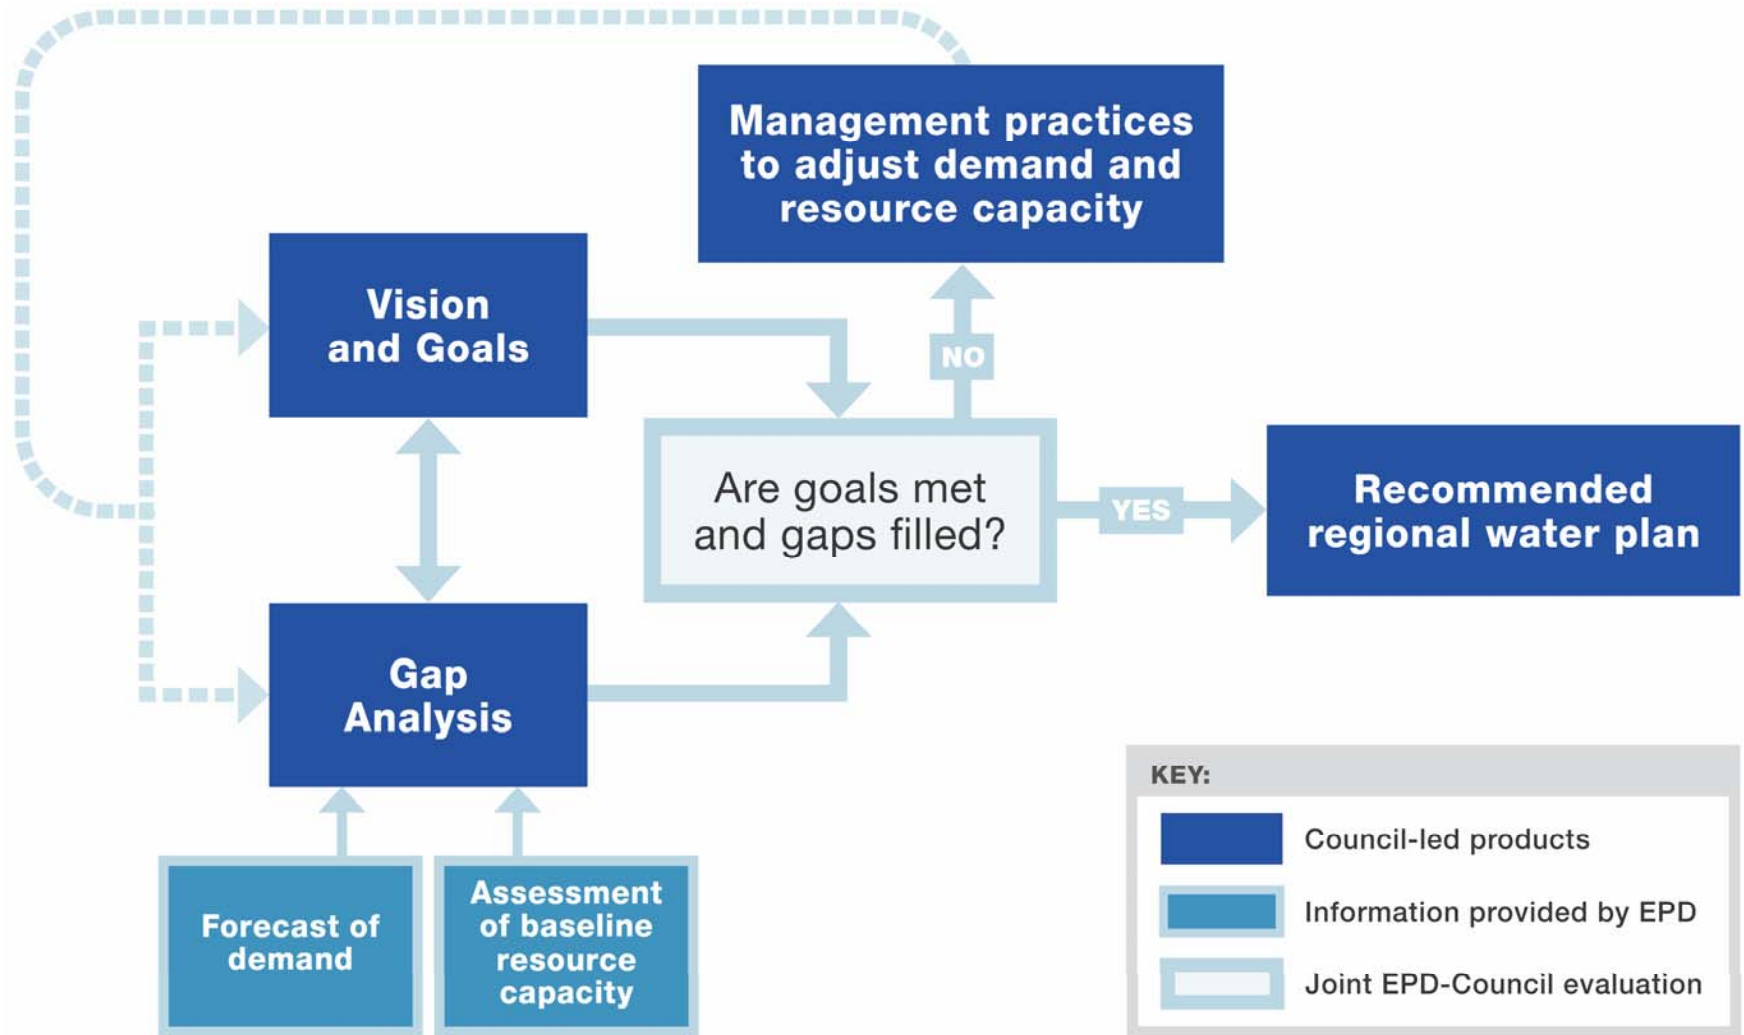 Management practices
to adjust demand and
resource capacity
Vision
and Goals
NO
Are goals met
and gaps filled?
YES
Recommended
regional water plan
Gap
Analysis
Forecast of
demand
Assessment
of baseline
resource
capacity
KEY:
Council-led products
Information provided by EPD
Joint EPD-Council evaluation